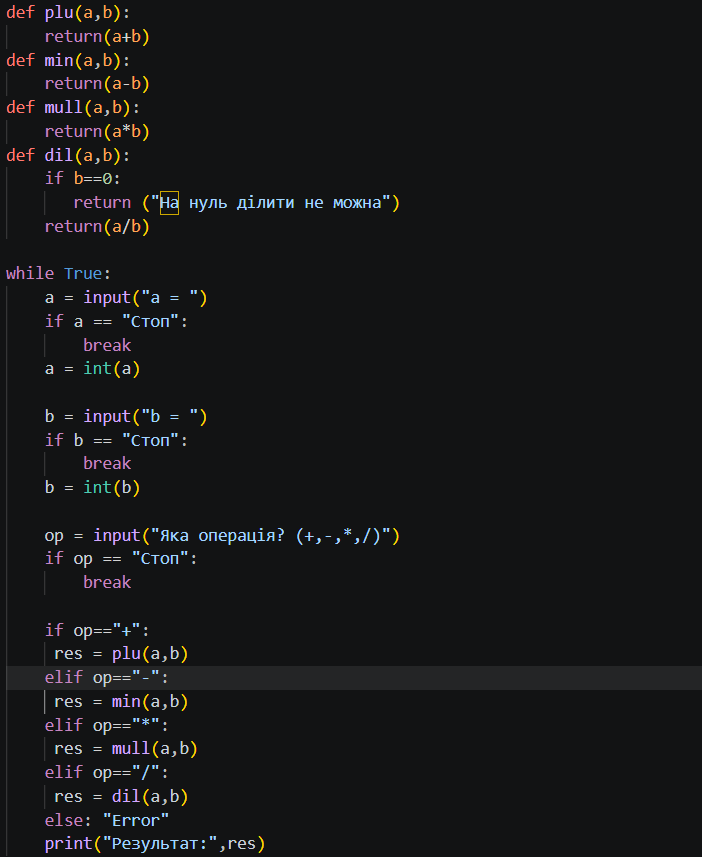 def plu(a,b):
    return(a+b)
def min(a,b):
    return(a-b)
def mull(a,b):
    return(a*b)
def dil(a,b):
    if b==0:
       return ("На нуль ділити не можна")
    return(a/b)

while True:
    a = input("a = ")
    if a == "Стоп":
        break
    a = int(a)

    b = input("b = ")
    if b == "Стоп":
        break
    b = int(b)

    op = input("Яка операція? (+,-,*,/)")
    if op == "Стоп":
        break

    if op=="+":
     res = plu(a,b)
    elif op=="-":
     res = min(a,b)
    elif op=="*":
     res = mull(a,b)
    elif op=="/":
     res = dil(a,b)
    else: "Error"
    print("Результат:",res)